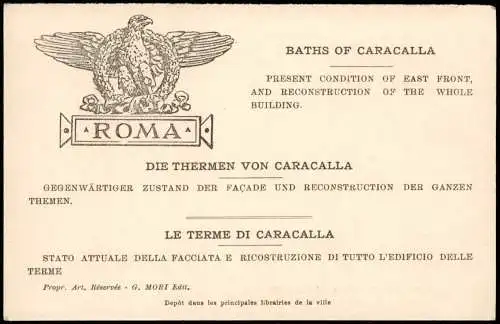 ROMA
BATHS OF CARACALLA
PRESENT CONDITION OF EAST FRONT,
AND RECONSTRUCTION OF THE WHOLE
BUILDING.
DIE THERMEN VON CARACALLA
GEGENWÄRTIGER ZUSTAND DER FAÇADE UND RECONSTRUCTION DER GANZEN
THEMEN.
LE TERME DI CARACALLA
STATO ATTUALE DELLA FACCIATA E RICOSTRUZIONE DI TUTTO L'EDIFICIO DELLE
TERME
Propr. Art. Réservée - G. MORI Edit.
Depôt dans les principales librairies de la ville